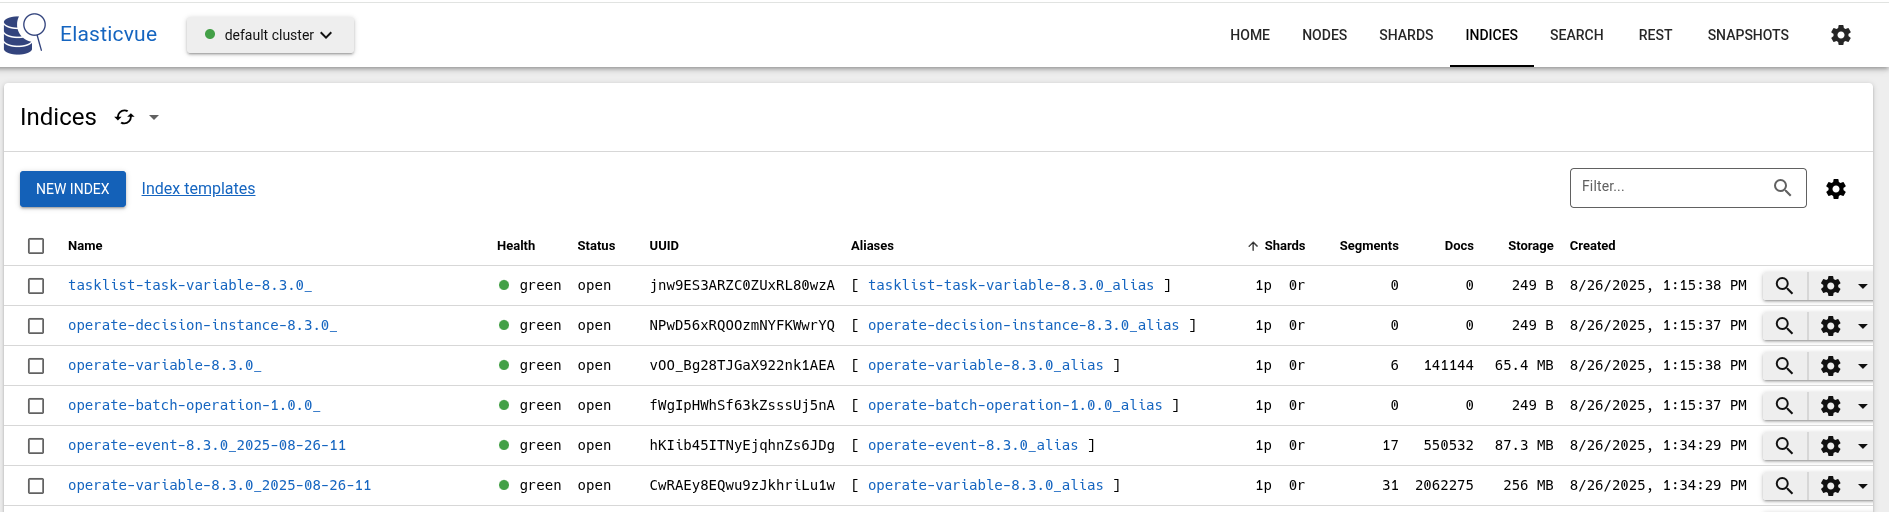 Elasticvue default cluster HOME NODES SHARDS INDICES SEARCH REST SNAPSHOTS
Indices
NEW INDEX Index templates Filter...
Name Health Status UUID Aliases Shards Segments Docs Storage Created
tasklist-task-variable-8.3.0_ green open jnw9ES3ARZC0ZUxRL80wzA [ tasklist-task-variable-8.3.0_alias ] 1p 0r 0 0 249 B 8/26/2025, 1:15:38 PM
operate-decision-instance-8.3.0_ green open NPwD56xRQOOzmNYFKWwrYQ [ operate-decision-instance-8.3.0_alias ] 1p 0r 0 0 249 B 8/26/2025, 1:15:37 PM
operate-variable-8.3.0_ green open vOO_Bg28TJGaX922nk1AEA [ operate-variable-8.3.0_alias ] 1p 0r 6 141144 65.4 MB 8/26/2025, 1:15:38 PM
operate-batch-operation-1.0.0_ green open fWgIpHWhSf63kZsssUj5nA [ operate-batch-operation-1.0.0_alias ] 1p 0r 0 0 249 B 8/26/2025, 1:15:37 PM
operate-event-8.3.0_2025-08-26-11 green open hKIib45ITNyEjqhnZs6JDg [ operate-event-8.3.0_alias ] 1p 0r 17 550532 87.3 MB 8/26/2025, 1:34:29 PM
operate-variable-8.3.0_2025-08-26-11 green open CwRAEy8EQwu9zJkhriLu1w [ operate-variable-8.3.0_alias ] 1p 0r 31 2062275 256 MB 8/26/2025, 1:34:29 PM